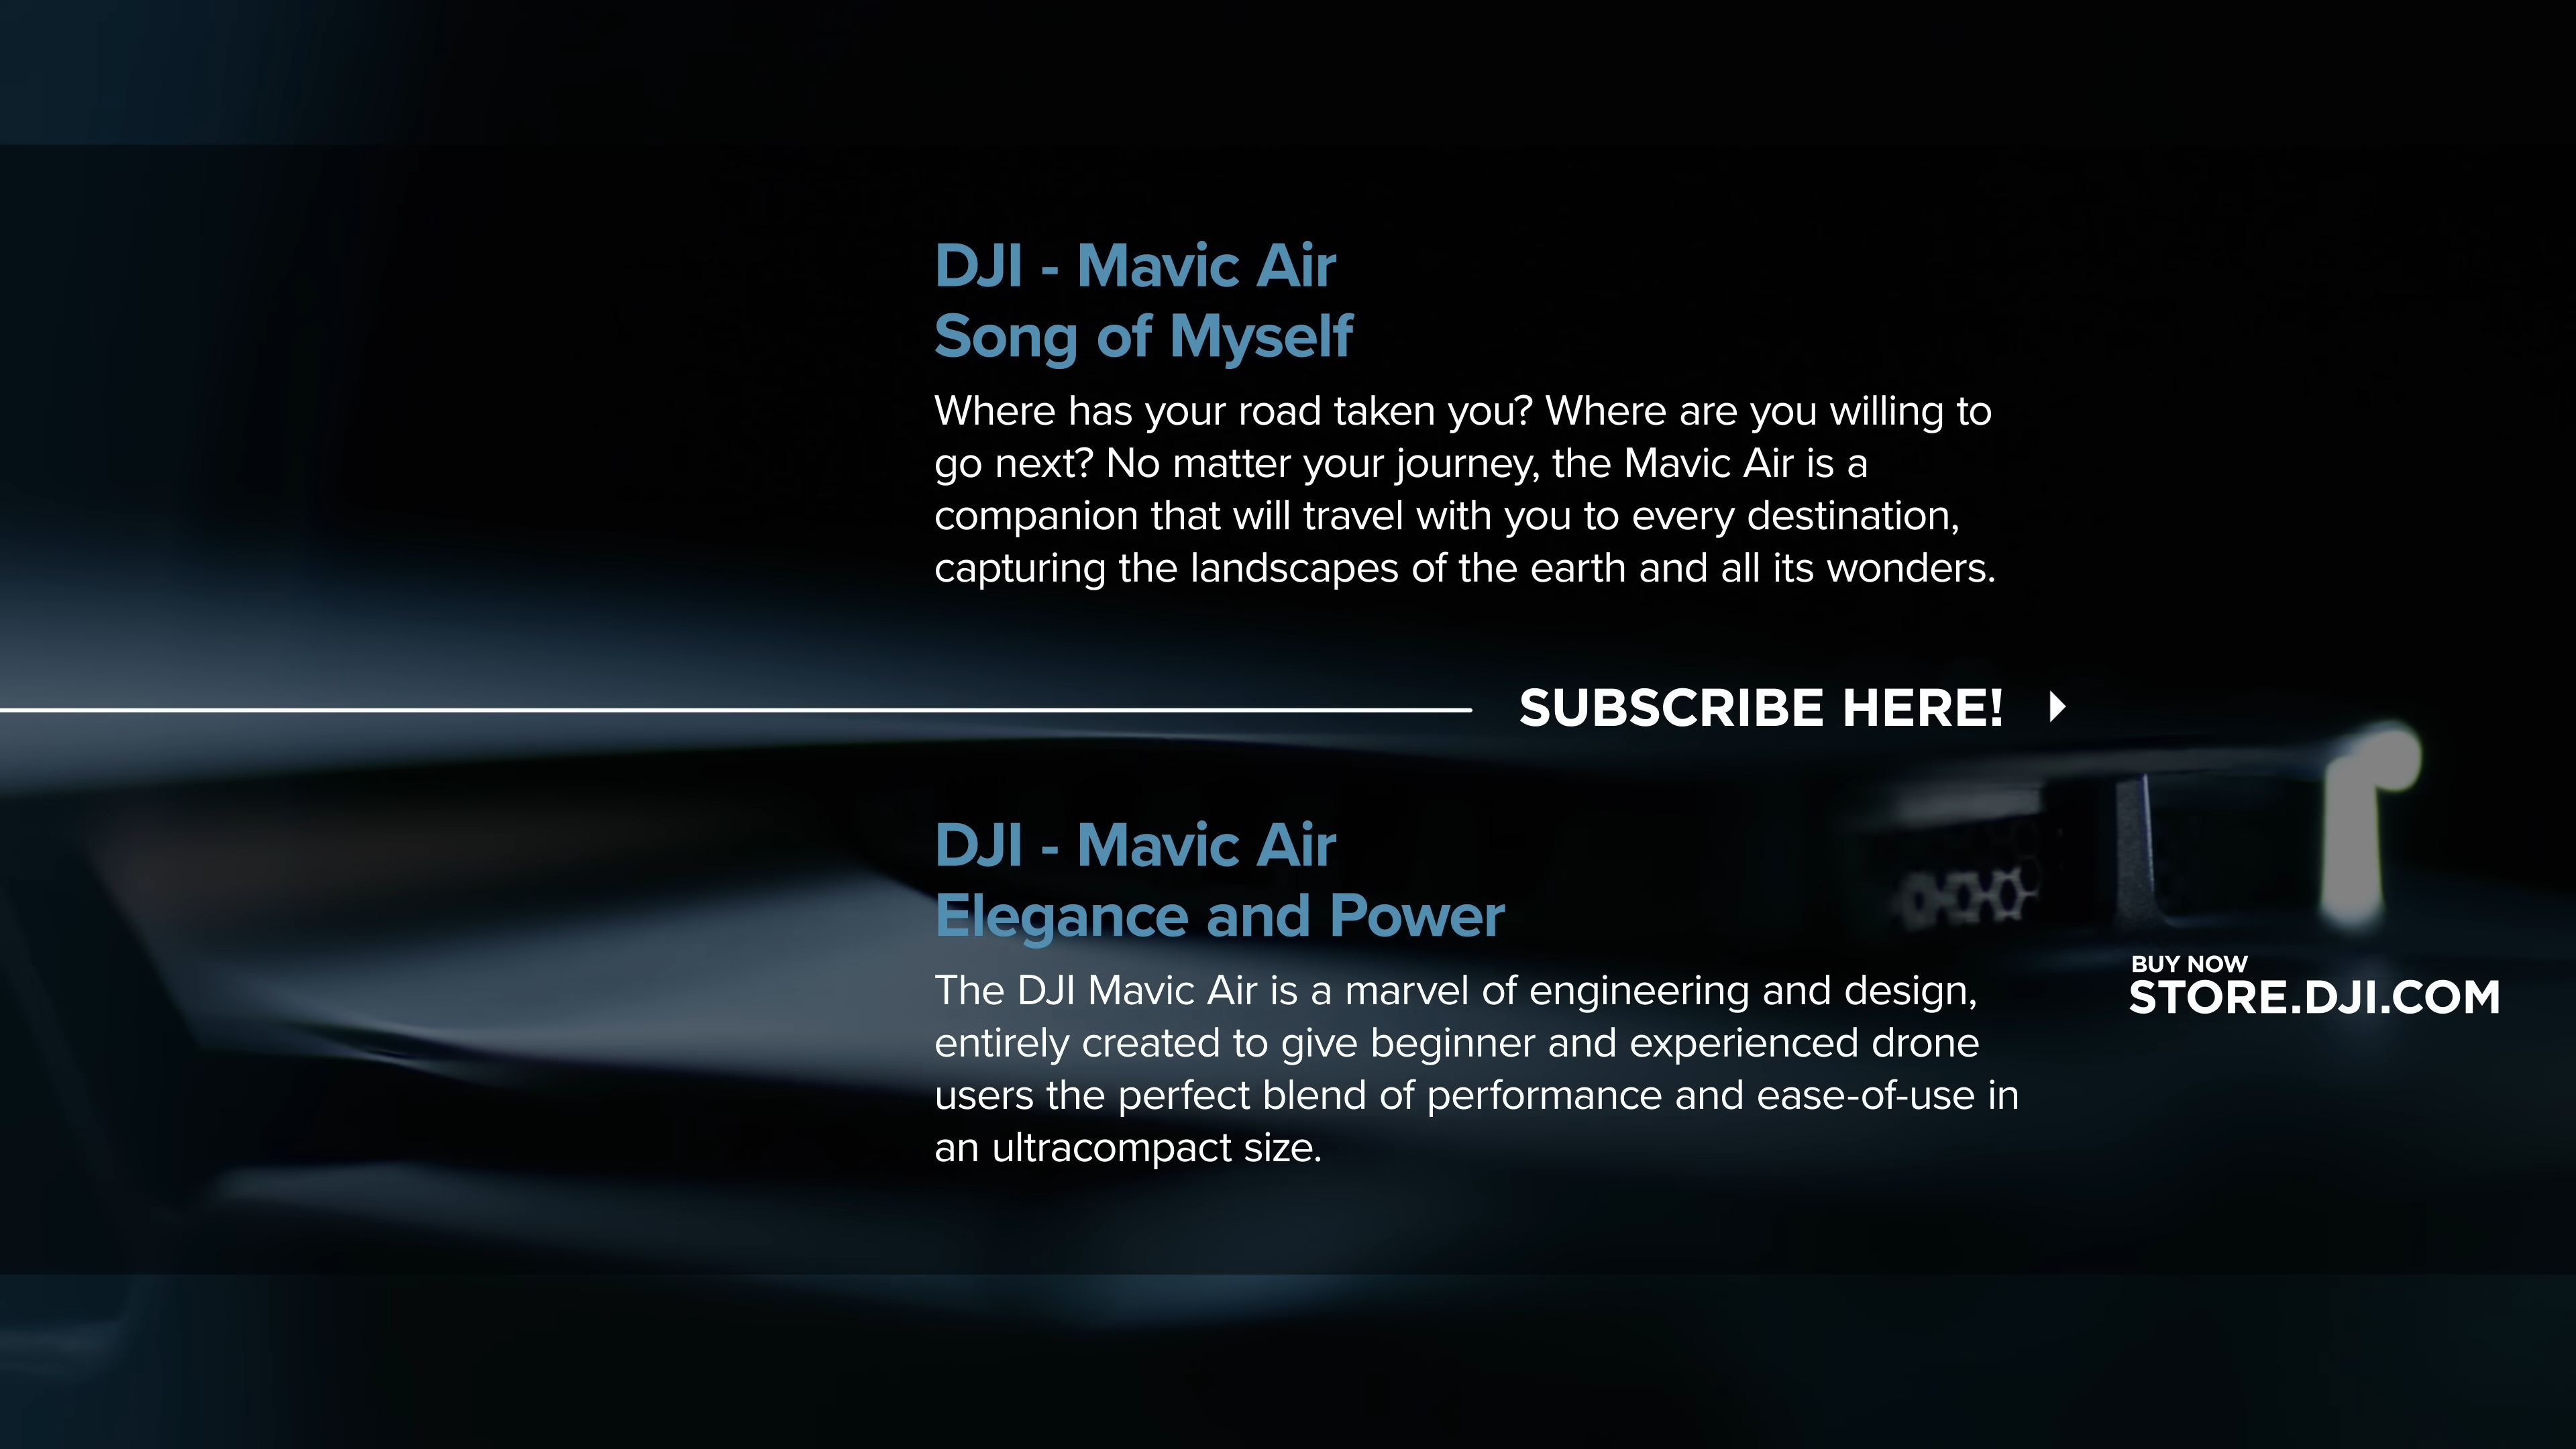 DJI - Mavic Air
Song of Myself
Where has your road taken you? Where are you willing to
go next? No matter your journey, the Mavic Air is a
companion that will travel with you to every destination,
capturing the landscapes of the earth and all its wonders.
SUBSCRIBE HERE!
DJI - Mavic Air
Elegance and Power
The DJI Mavic Air is a marvel of engineering and design,
entirely created to give beginner and experienced drone
users the perfect blend of performance and ease-of-use in
an ultracompact size.
BUY NOW
STORE.DJI.COM